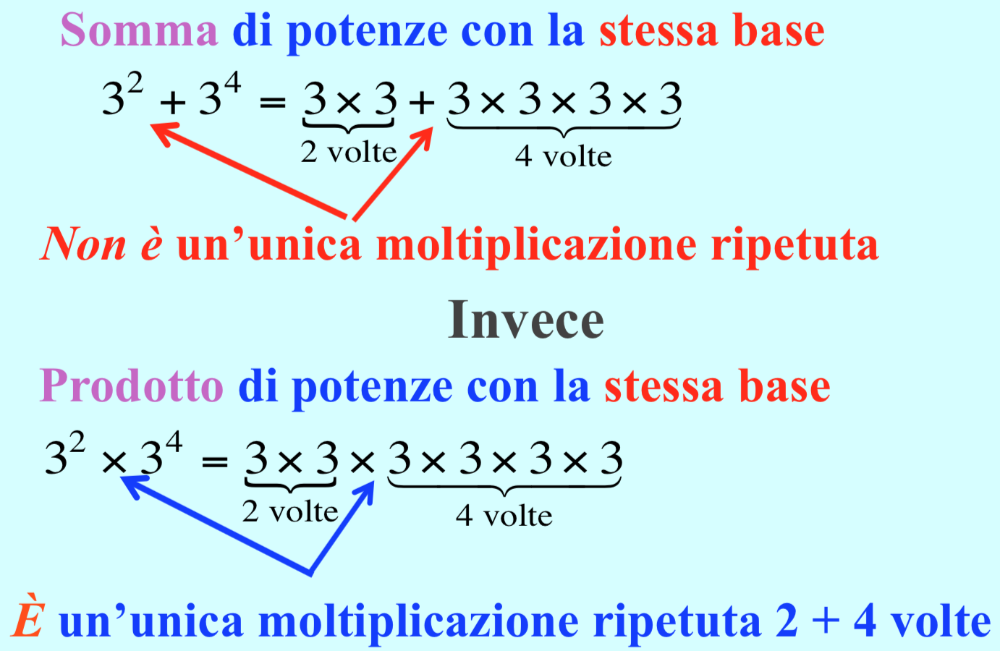 Somma di potenze con la stessa base
3² + 3⁴ = 3 × 3 + 3 × 3 × 3 × 3
2 volte 4 volte
Non è un’unica moltiplicazione ripetuta
Invece
Prodotto di potenze con la stessa base
3² × 3⁴ = 3 × 3 × 3 × 3 × 3 × 3
2 volte 4 volte
È un’unica moltiplicazione ripetuta 2 + 4 volte